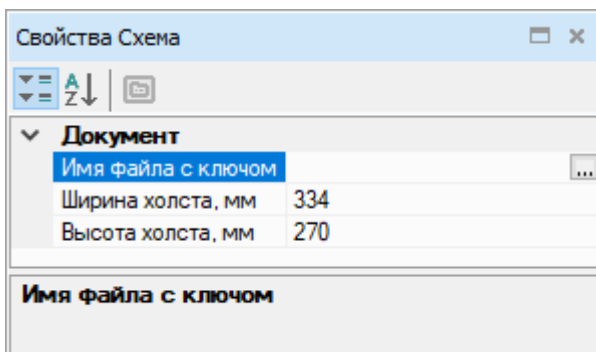 Свойства Схема
A
Z
Документ
Имя файла с ключом ...
Ширина холста, мм 334
Высота холста, мм 270
Имя файла с ключом